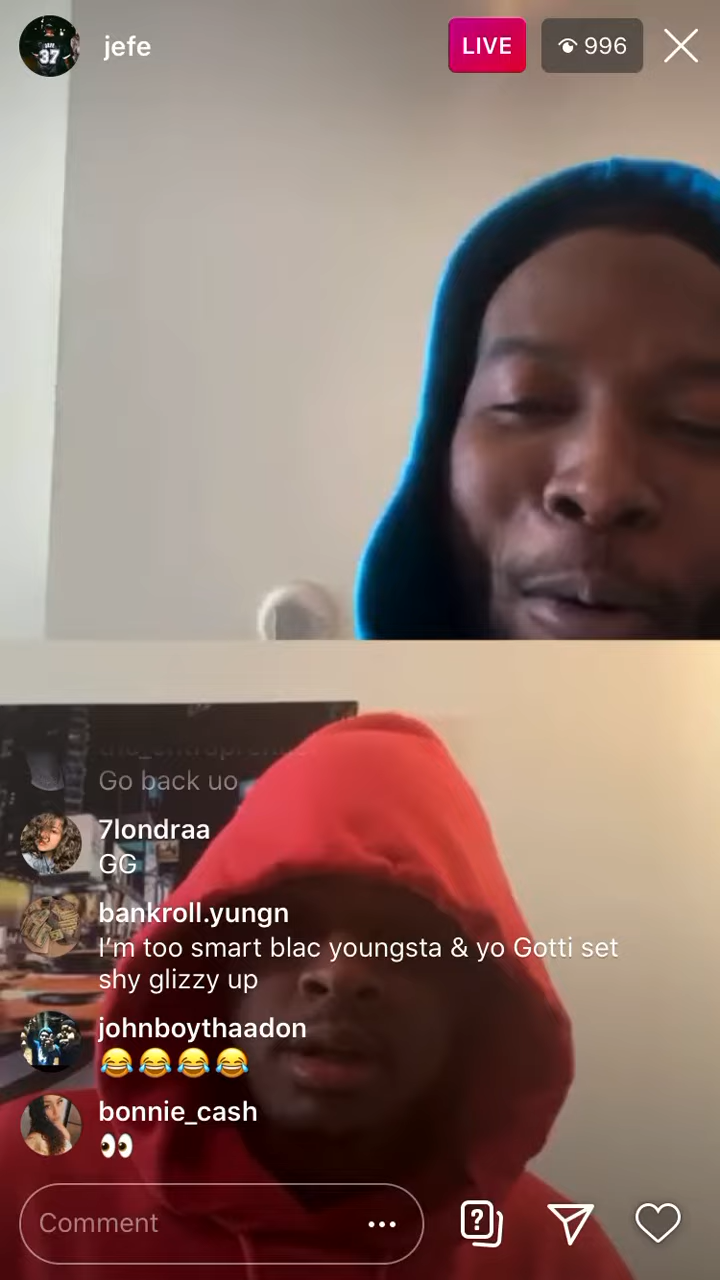 37
jefe
LIVE
996
Go back uo
7londraa
GG
bankroll.yungn
I'm too smart blac youngsta & yo Gotti set
shy glizzy up
johnboythaadon
😂😂😂😂
bonnie_cash
👀
Comment
?